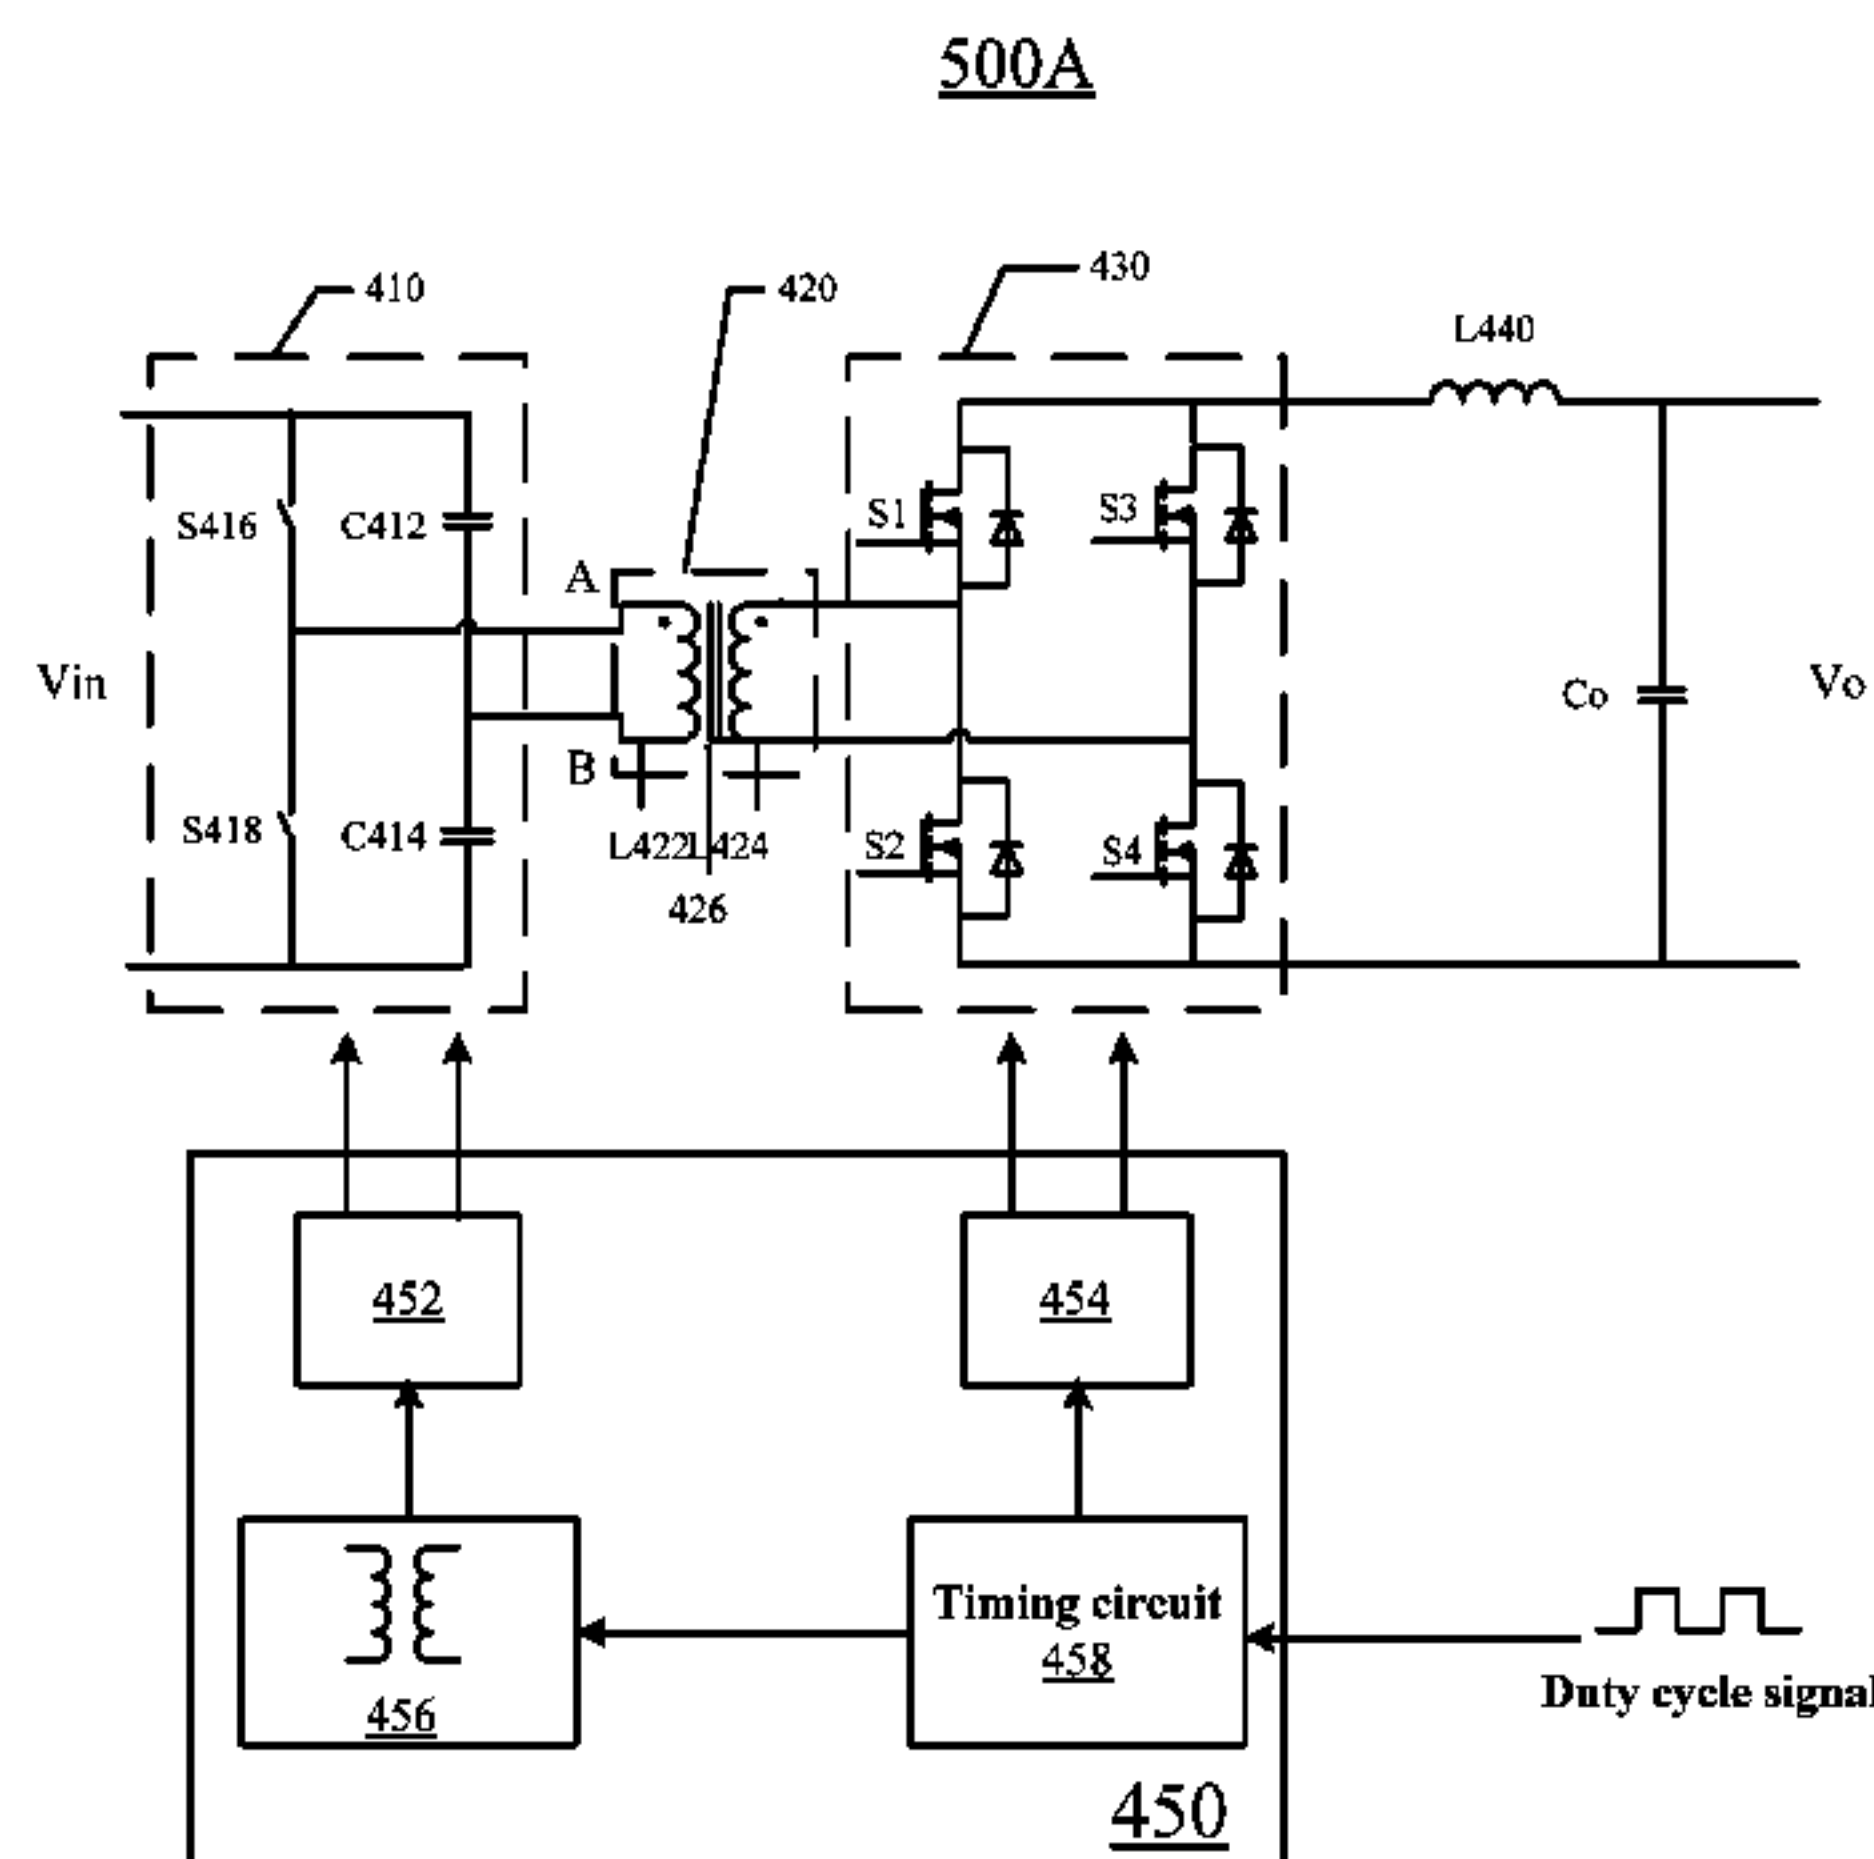 500A
410
420
430
L440
S416
C412
S1
S3
A
Vin
Co
Vo
B
S418
C414
L422
L424
S2
S4
426
452
454
Timing circuit
458
456
Duty cycle signal
450